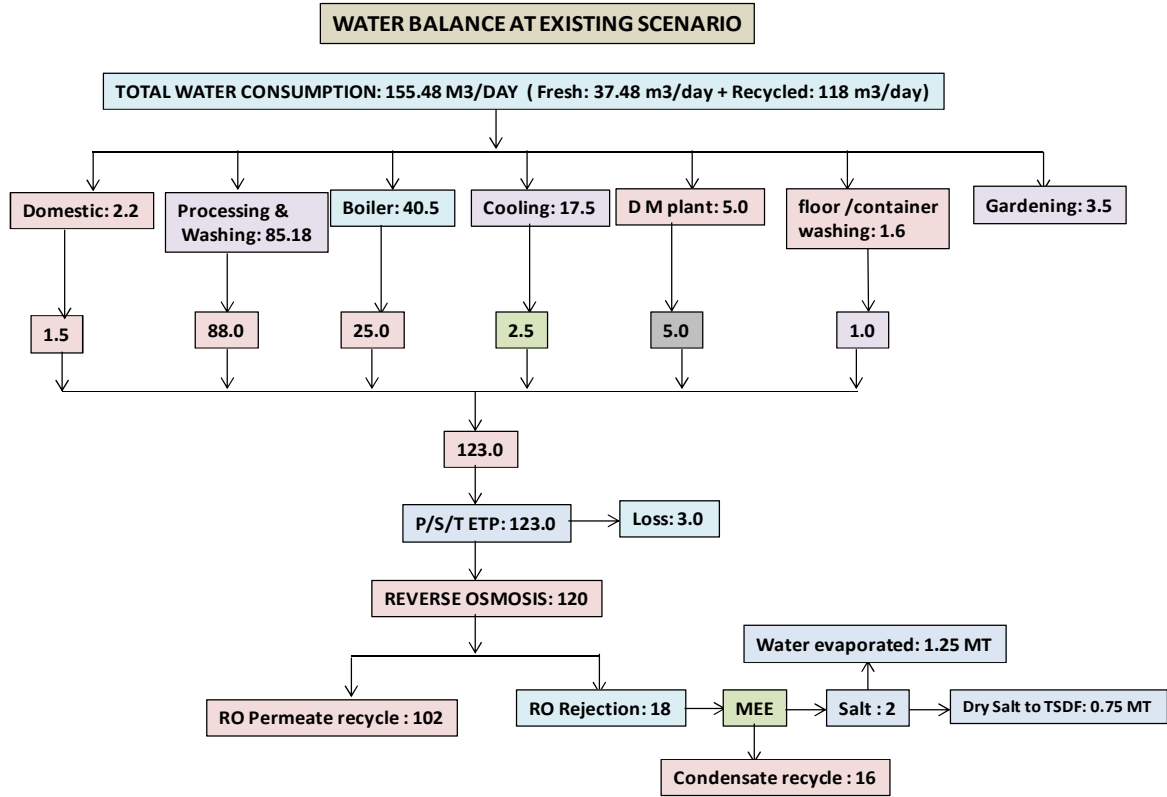 WATER BALANCE AT EXISTING SCENARIO
TOTAL WATER CONSUMPTION: 155.48 M3/DAY ( Fresh: 37.48 m3/day + Recycled: 118 m3/day)
Domestic: 2.2
Processing &
Washing: 85.18
Boiler: 40.5
Cooling: 17.5
D M plant: 5.0
floor /container
washing: 1.6
Gardening: 3.5
1.5
88.0
25.0
2.5
5.0
1.0
123.0
P/S/T ETP: 123.0
Loss: 3.0
REVERSE OSMOSIS: 120
Water evaporated: 1.25 MT
RO Permeate recycle : 102
RO Rejection: 18
MEE
Salt : 2
Dry Salt to TSDF: 0.75 MT
Condensate recycle : 16